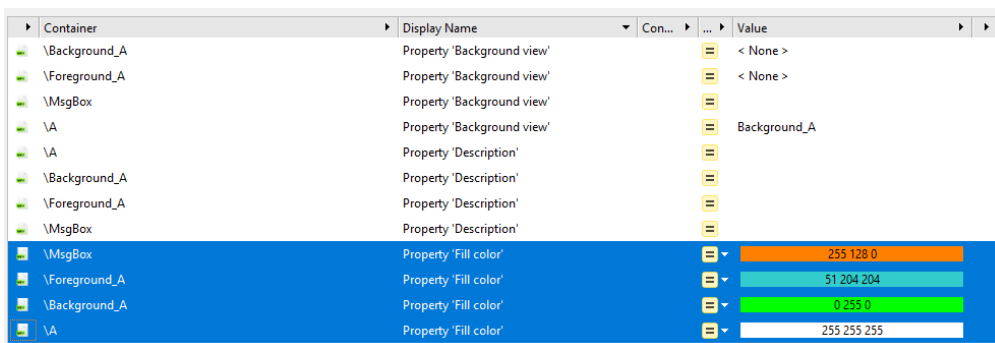 Container Display Name Con... ... Value
\Background_A Property 'Background view' = < None >
\Foreground_A Property 'Background view' = < None >
\MsgBox Property 'Background view' =
\A Property 'Background view' = Background_A
\A Property 'Description' =
\Background_A Property 'Description' =
\Foreground_A Property 'Description' =
\MsgBox Property 'Description' =
\MsgBox Property 'Fill color' = 255 128 0
\Foreground_A Property 'Fill color' = 51 204 204
\Background_A Property 'Fill color' = 0 255 0
\A Property 'Fill color' = 255 255 255